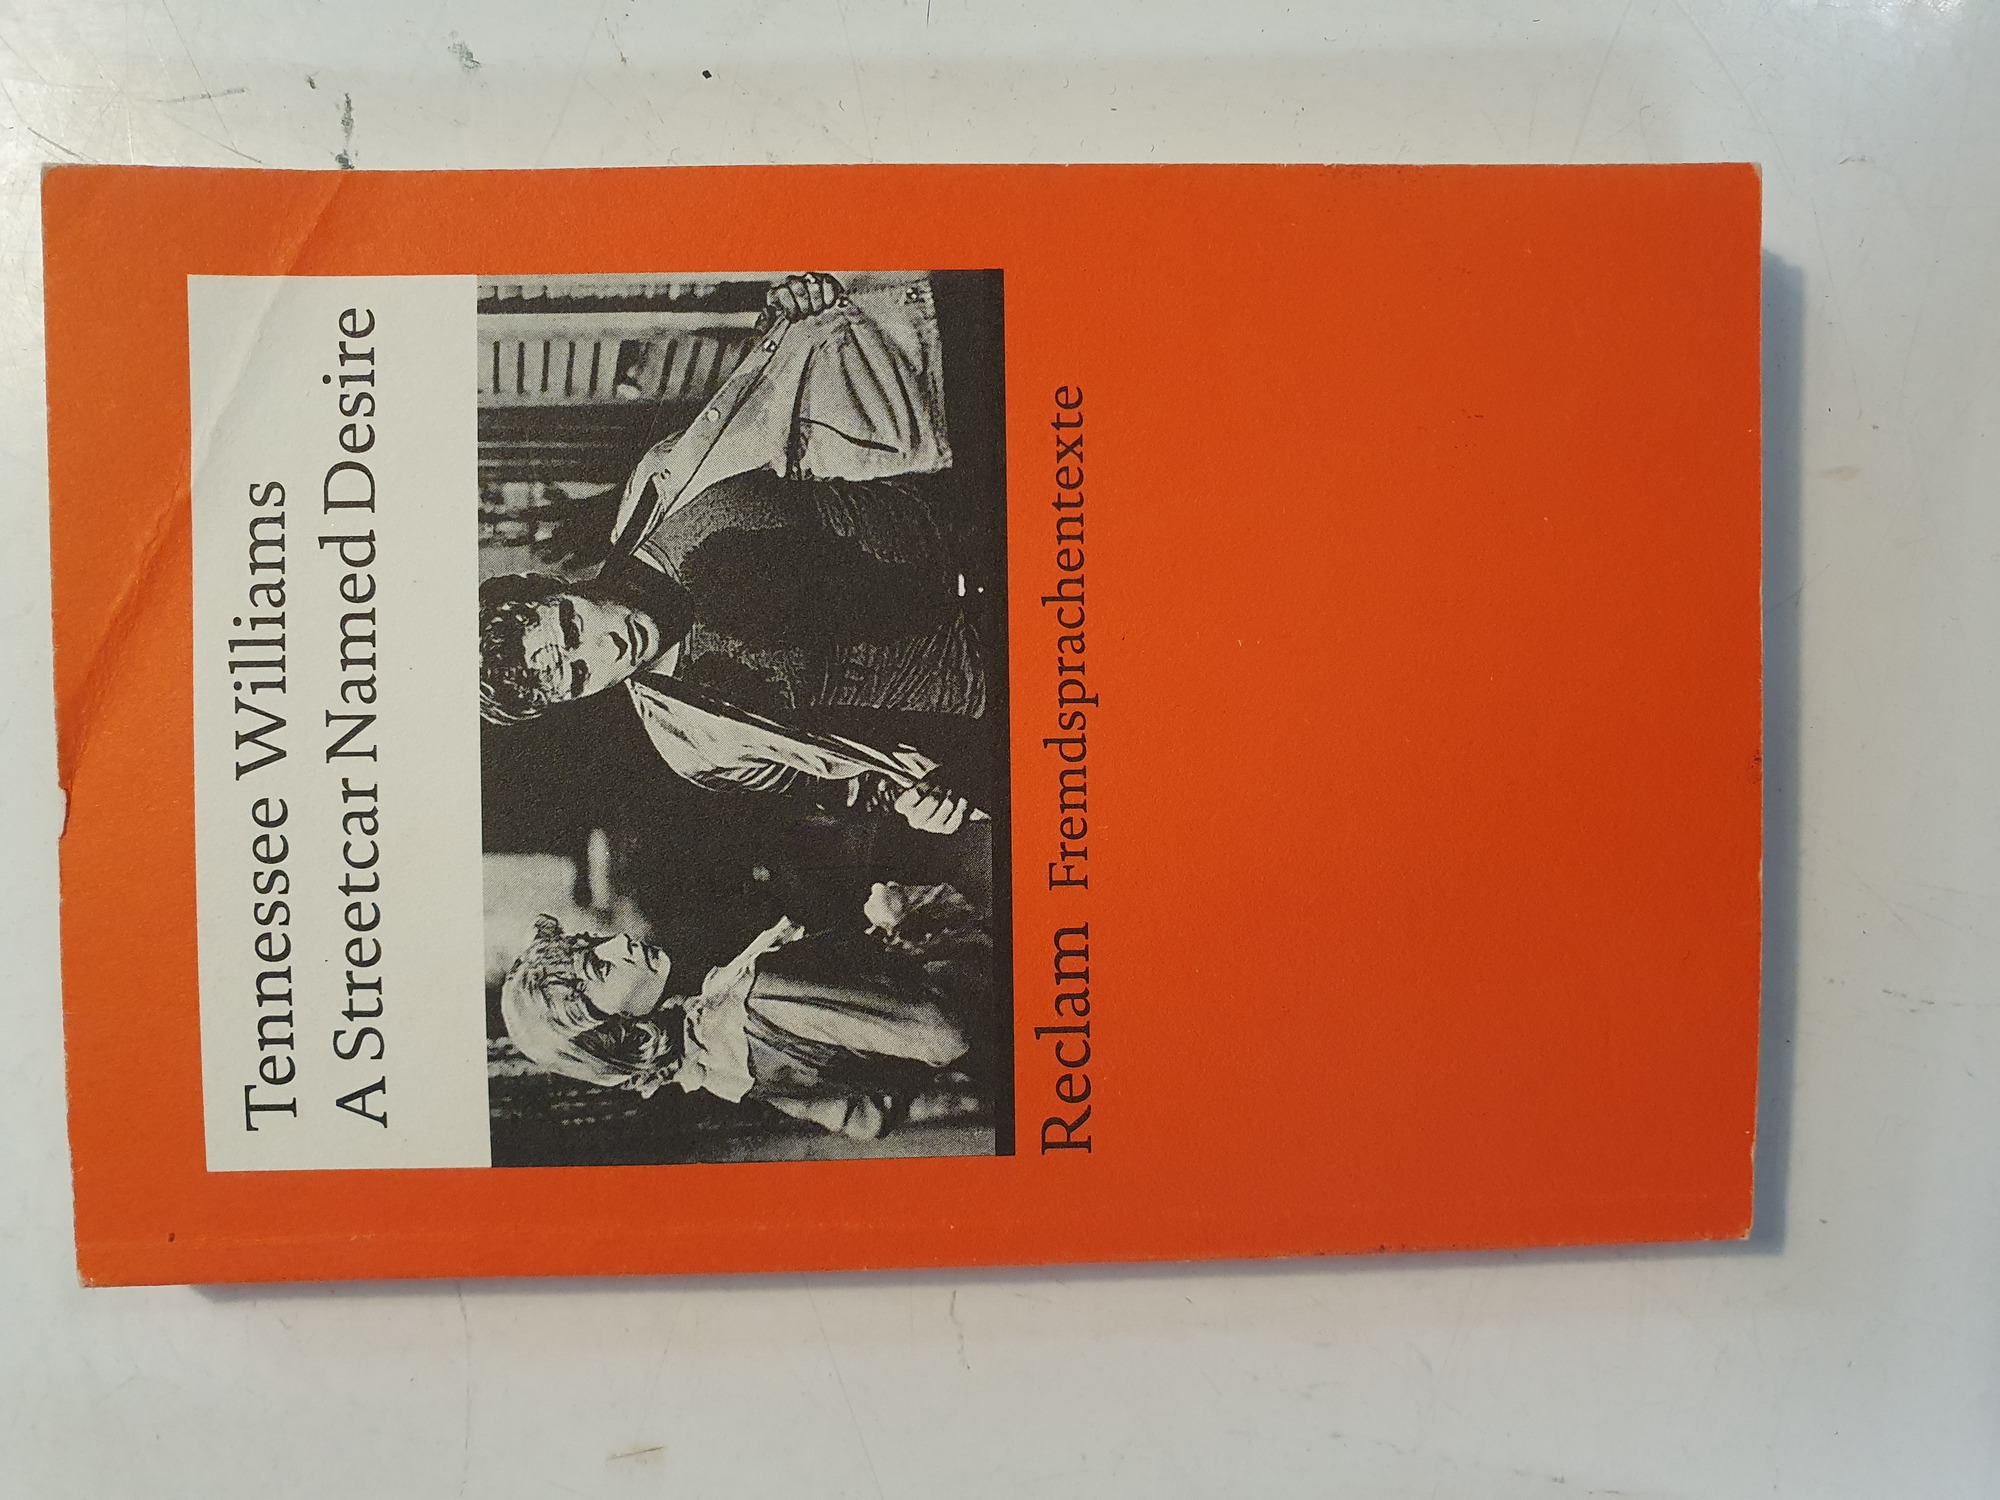 Tennessee Williams
A Streetcar Named Desire
Reclam Fremdsprachentexte